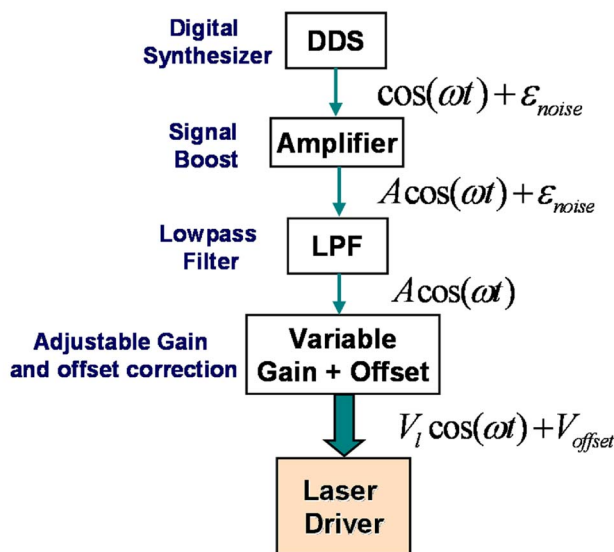 Digital
Synthesizer
DDS
cos(ωt) + ε_noise
Signal
Boost
Amplifier
A cos(ωt) + ε_noise
Lowpass
Filter
LPF
A cos(ωt)
Adjustable Gain
and offset correction
Variable
Gain + Offset
V_l cos(ωt) + V_offset
Laser
Driver